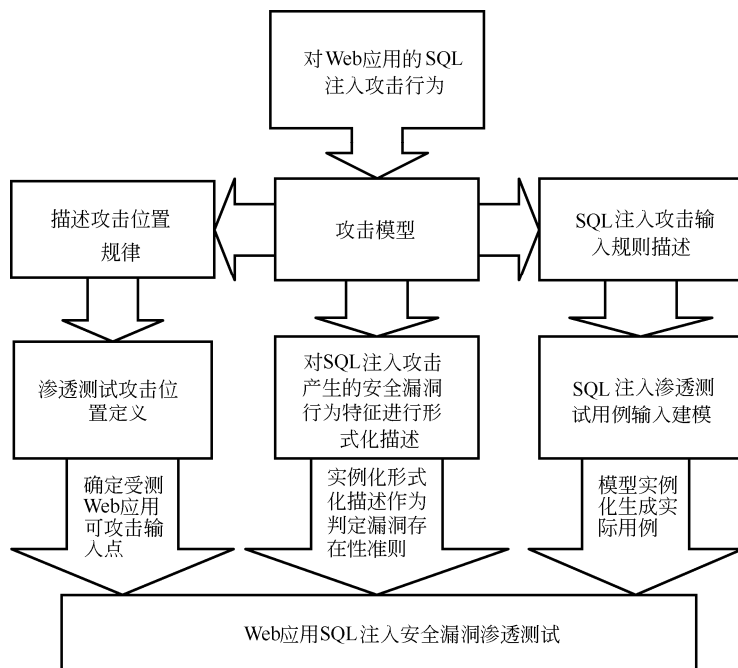 对Web应用的SQL
注入攻击行为
描述攻击位置
规律
攻击模型
SQL注入攻击输
入规则描述
渗透测试攻击位
置定义
对SQL注入攻击
产生的安全漏洞
行为特征进行形
式化描述
SQL注入渗透测
试用例输入建模
确定受测
Web应用
可攻击输
入点
实例化形式
化描述作为
判定漏洞存
在性准则
模型实例
化生成实
际用例
Web应用SQL注入安全漏洞渗透测试